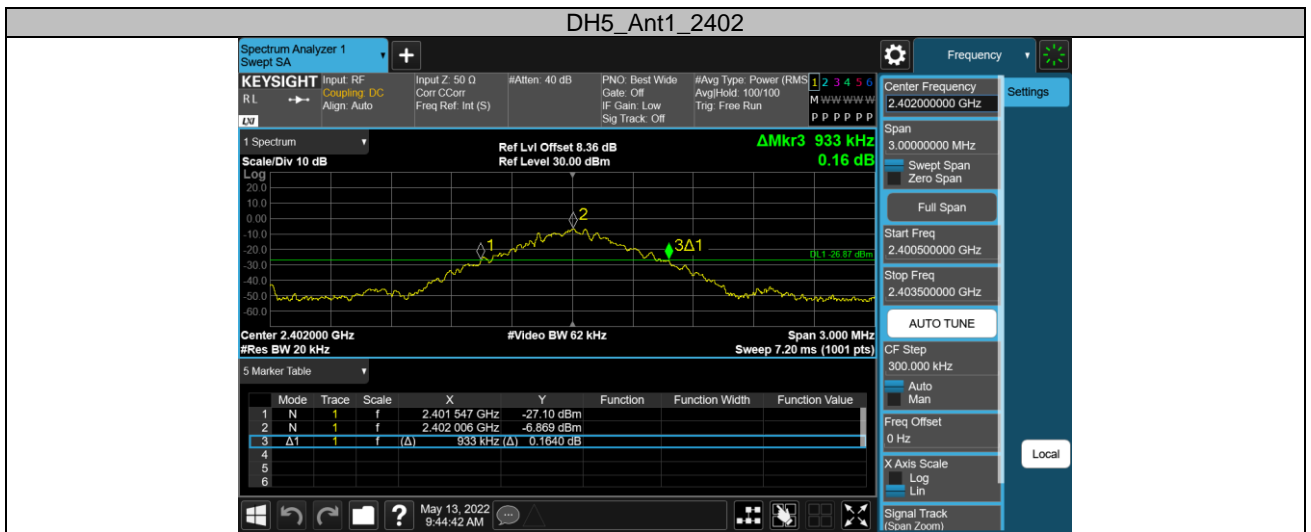 DH5_Ant1_2402
Spectrum Analyzer 1
Swept SA
Frequency
KEYSIGHT
RL
LXI
Input: RF
Coupling: DC
Align: Auto
Input Z: 50 Ω
Corr CCorr
Freq Ref: Int (S)
#Atten: 40 dB
PNO: Best Wide
Gate: Off
IF Gain: Low
Sig Track: Off
#Avg Type: Power (RMS
Avg|Hold: 100/100
Trig: Free Run
1 2 3 4 5 6
M W W W W W
P P P P P P
1 Spectrum
Scale/Div 10 dB
Log
Ref Lvl Offset 8.36 dB
Ref Level 30.00 dBm
ΔMkr3 933 kHz
0.16 dB
20.0
10.0
0.00
-10.0
-20.0
-30.0
-40.0
-50.0
-60.0
1
2
3Δ1
DL1 -26.87 dBm
Center 2.402000 GHz
#Video BW 62 kHz
Span 3.000 MHz
#Res BW 20 kHz
Sweep 7.20 ms (1001 pts)
5 Marker Table
Mode Trace Scale X Y Function Function Width Function Value
1 N 1 f 2.401 547 GHz -27.10 dBm
2 N 1 f 2.402 006 GHz -6.869 dBm
3 Δ1 1 f (Δ) 933 kHz (Δ) 0.1640 dB
4
5
6
May 13, 2022
9:44:42 AM
Center Frequency
2.402000000 GHz
Span
3.00000000 MHz
Swept Span
Zero Span
Full Span
Start Freq
2.400500000 GHz
Stop Freq
2.403500000 GHz
AUTO TUNE
CF Step
300.000 kHz
Auto
Man
Freq Offset
0 Hz
X Axis Scale
Log
Lin
Signal Track
(Span Zoom)
Settings
Local